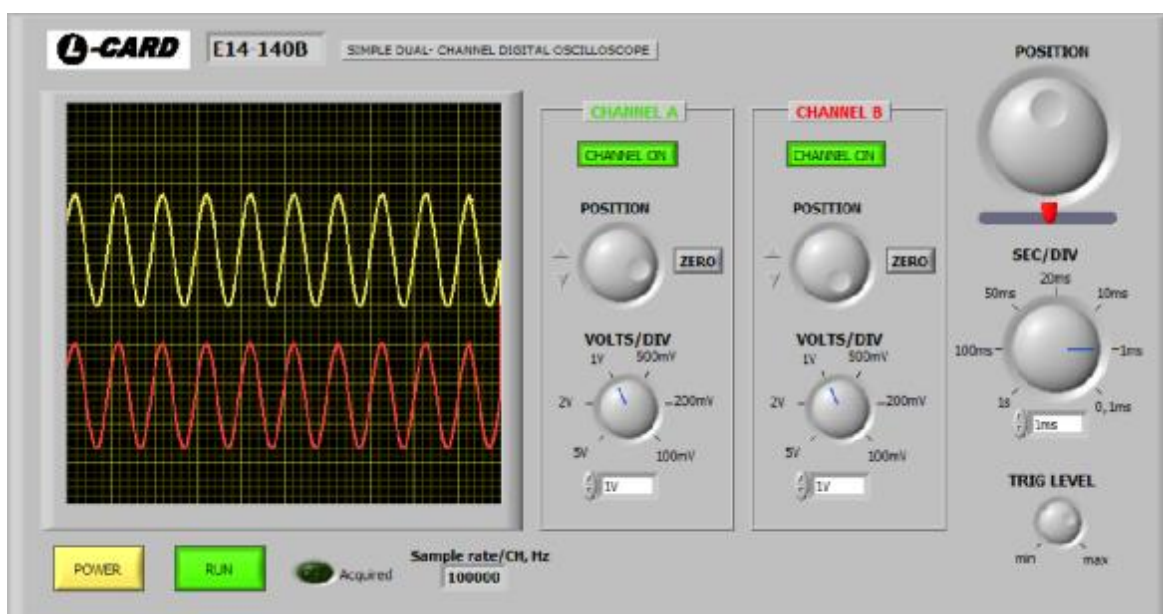 L-CARD
E14-140B
SIMPLE DUAL- CHANNEL DIGITAL OSCILLOSCOPE
POSITION
CHANNEL A
CHANNEL ON
POSITION
ZERO
VOLTS/DIV
1V
500mV
2V
200mV
5V
100mV
1V
CHANNEL B
CHANNEL ON
POSITION
ZERO
VOLTS/DIV
1V
500mV
2V
200mV
5V
100mV
1V
SEC/DIV
20ms
50ms
10ms
100ms
1ms
1s
0,1ms
1ms
TRIG LEVEL
min
max
POWER
RUN
Acquired
Sample rate/CH, Hz
100000